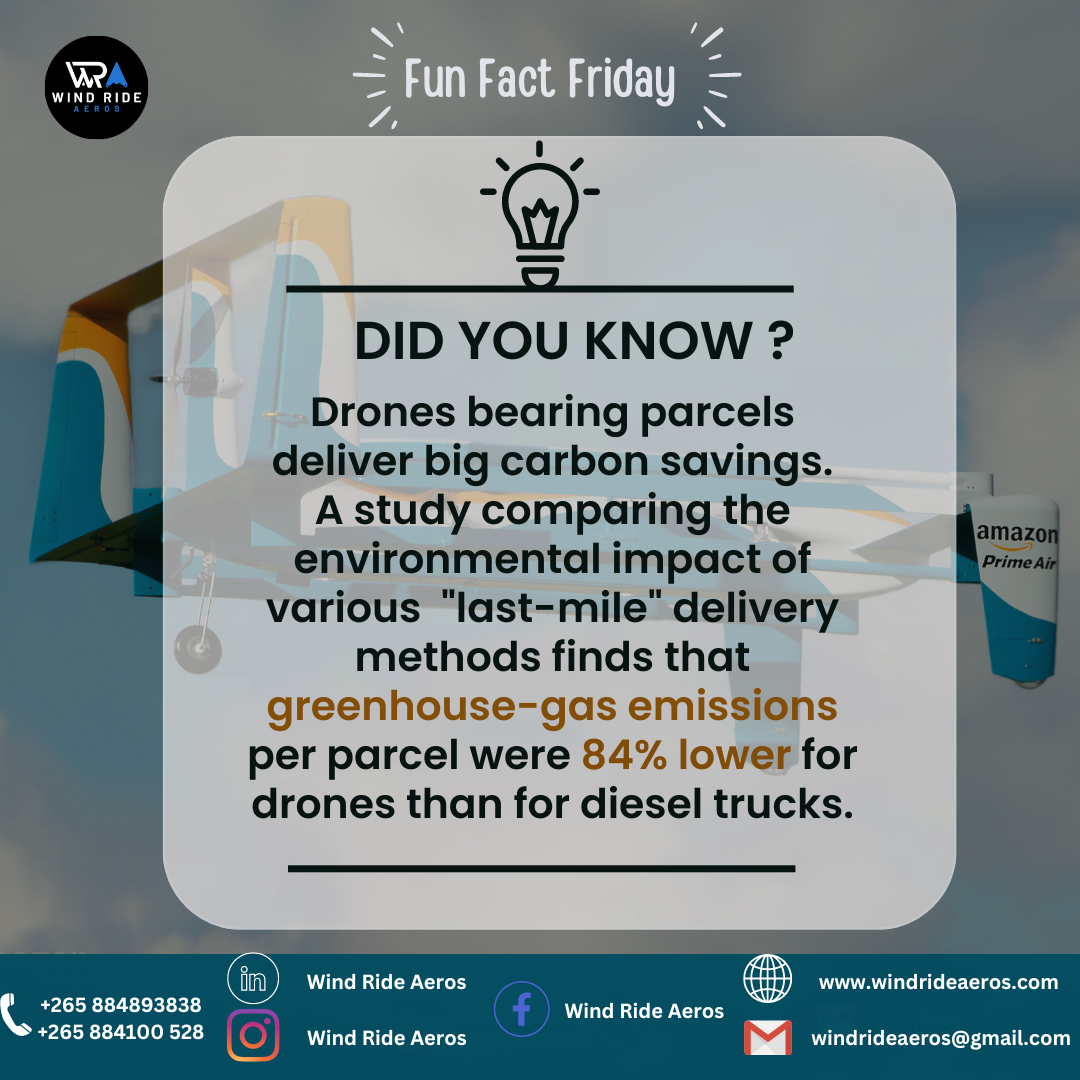 WRA
WIND RIDE
AEROS
Fun Fact Friday
DID YOU KNOW ?
Drones bearing parcels
deliver big carbon savings.
A study comparing the
environmental impact of
various "last-mile" delivery
methods finds that
greenhouse-gas emissions
per parcel were 84% lower for
drones than for diesel trucks.
amazon
Prime Air
+265 884893838
+265 884100 528
in
Wind Ride Aeros
Wind Ride Aeros
f
Wind Ride Aeros
www.windrideaeros.com
windrideaeros@gmail.com